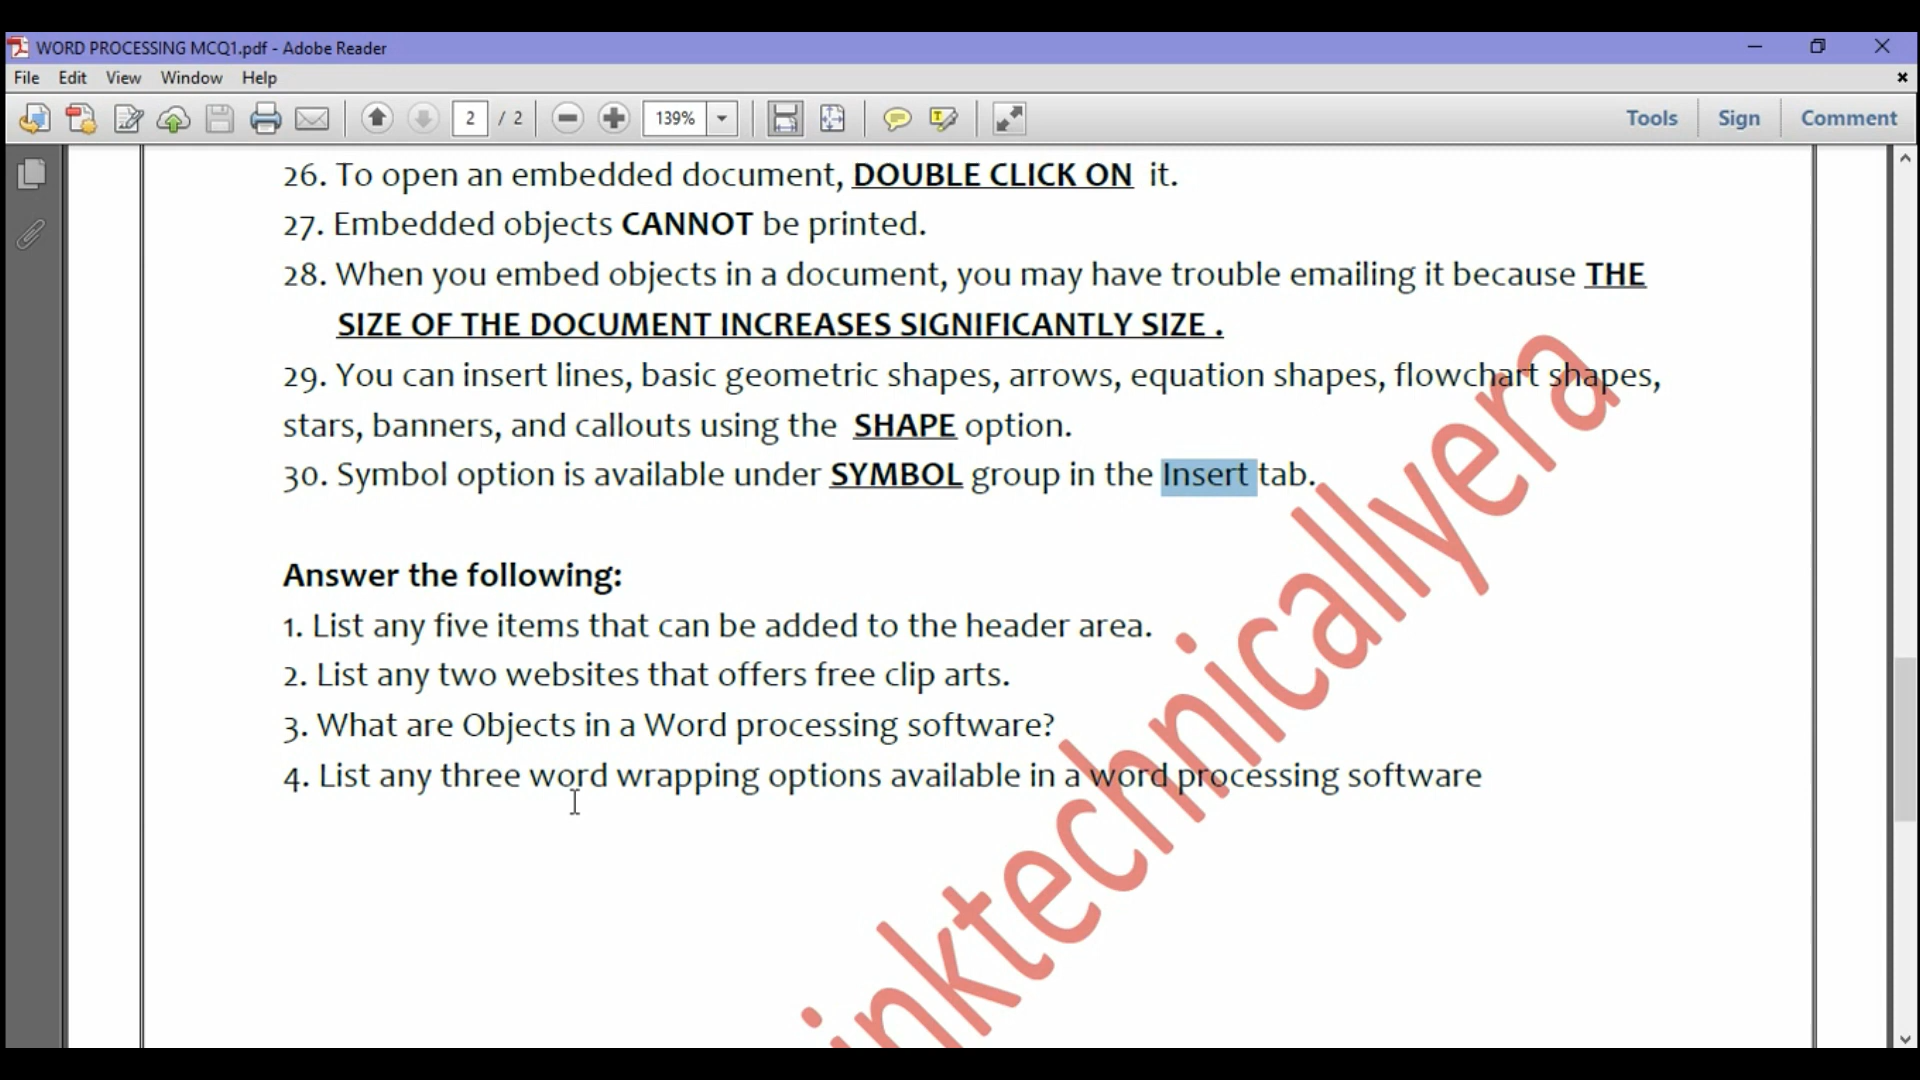 WORD PROCESSING MCQ1.pdf - Adobe Reader
File Edit View Window Help
2 / 2 139% Tools Sign Comment
26. To open an embedded document, DOUBLE CLICK ON it.
27. Embedded objects CANNOT be printed.
28. When you embed objects in a document, you may have trouble emailing it because THE
SIZE OF THE DOCUMENT INCREASES SIGNIFICANTLY SIZE .
29. You can insert lines, basic geometric shapes, arrows, equation shapes, flowchart shapes,
stars, banners, and callouts using the SHAPE option.
30. Symbol option is available under SYMBOL group in the Insert tab.
Answer the following:
1. List any five items that can be added to the header area.
2. List any two websites that offers free clip arts.
3. What are Objects in a Word processing software?
4. List any three word wrapping options available in a word processing software
inktechnicallyera